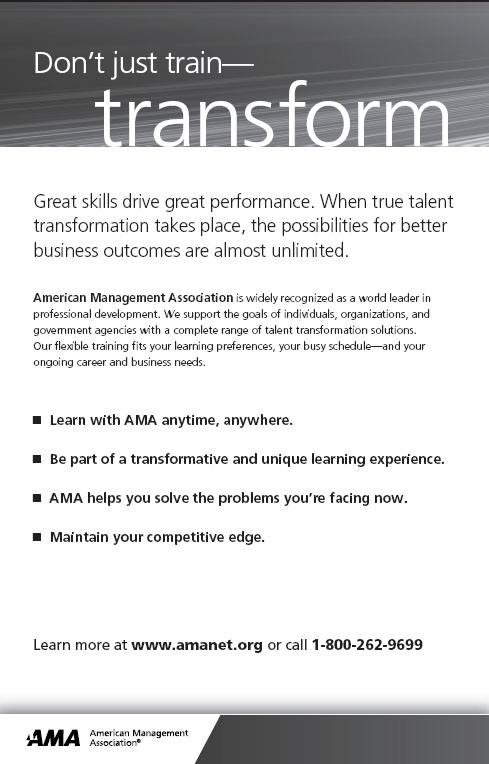 Don't just train—
transform
Great skills drive great performance. When true talent
transformation takes place, the possibilities for better
business outcomes are almost unlimited.
American Management Association is widely recognized as a world leader in
professional development. We support the goals of individuals, organizations, and
government agencies with a complete range of talent transformation solutions.
Our flexible training fits your learning preferences, your busy schedule—and your
ongoing career and business needs.
■ Learn with AMA anytime, anywhere.
■ Be part of a transformative and unique learning experience.
■ AMA helps you solve the problems you're facing now.
■ Maintain your competitive edge.
Learn more at www.amanet.org or call 1-800-262-9699
AMA
American Management
Association®